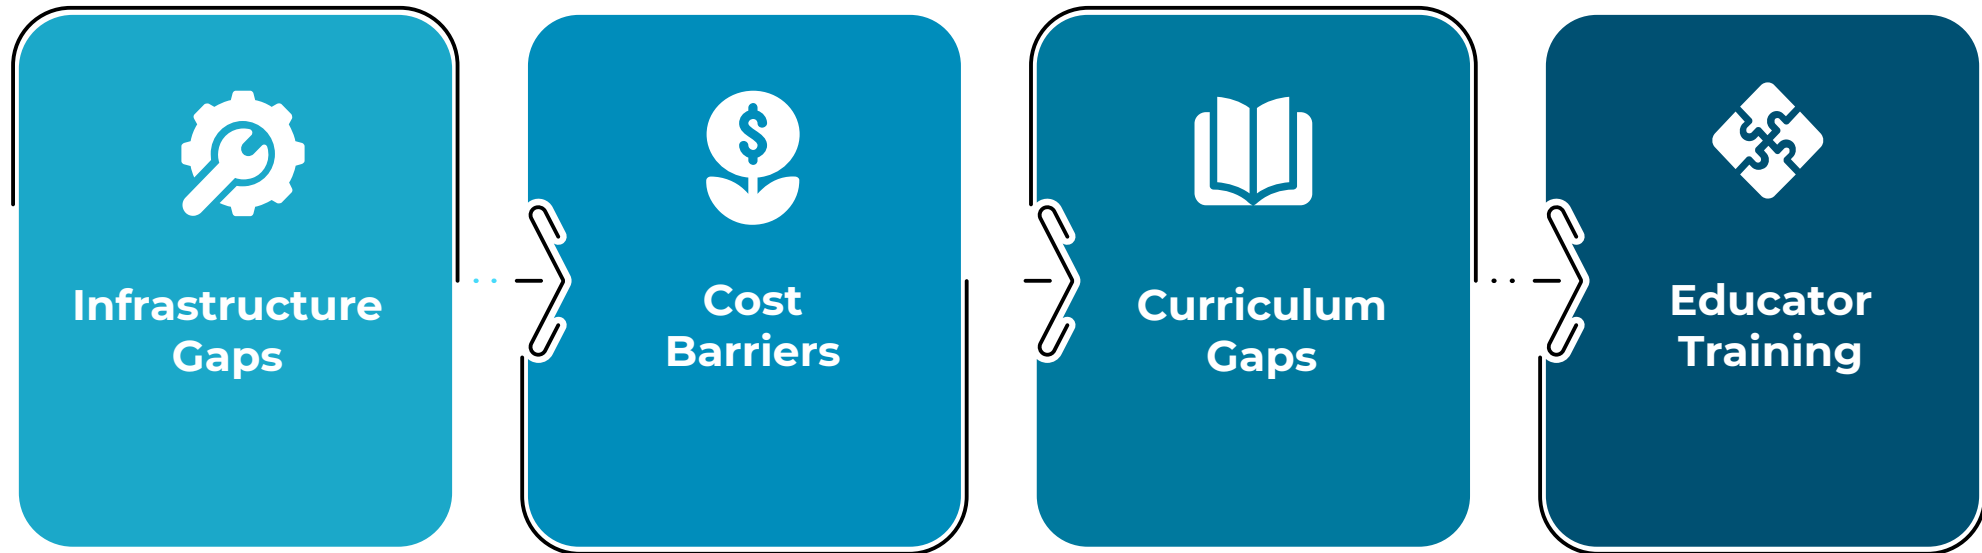 Infrastructure
Gaps
Cost
Barriers
Curriculum
Gaps
Educator
Training